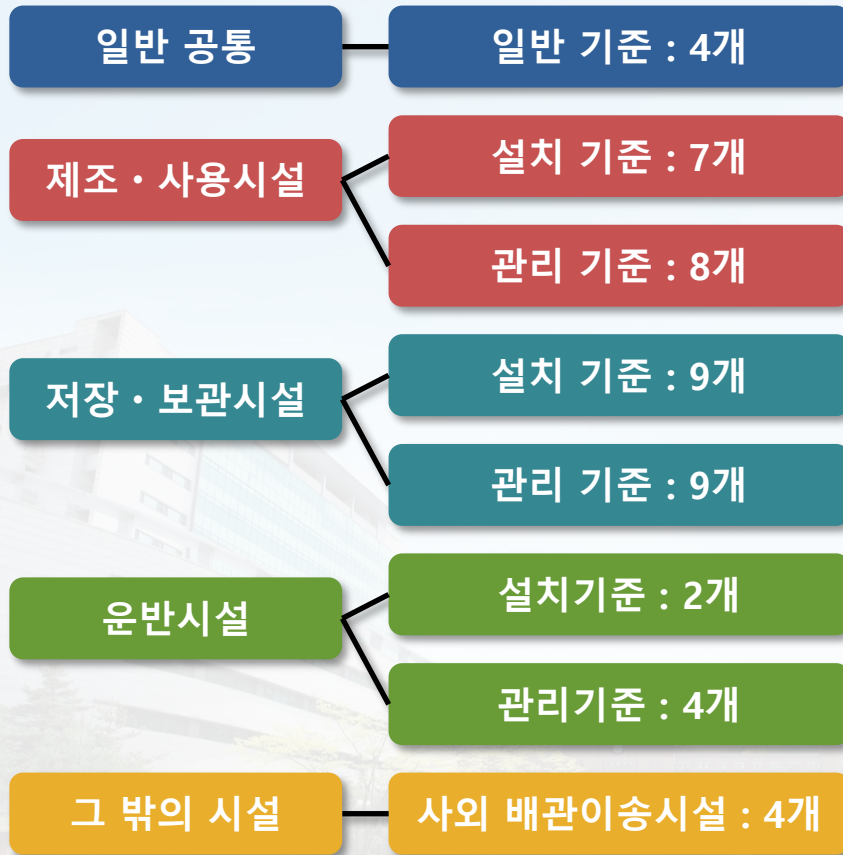 일반 공통
일반 기준 : 4개
제조・사용시설
설치 기준 : 7개
관리 기준 : 8개
저장・보관시설
설치 기준 : 9개
관리 기준 : 9개
운반시설
설치기준 : 2개
관리기준 : 4개
그 밖의 시설
사외 배관이송시설 : 4개